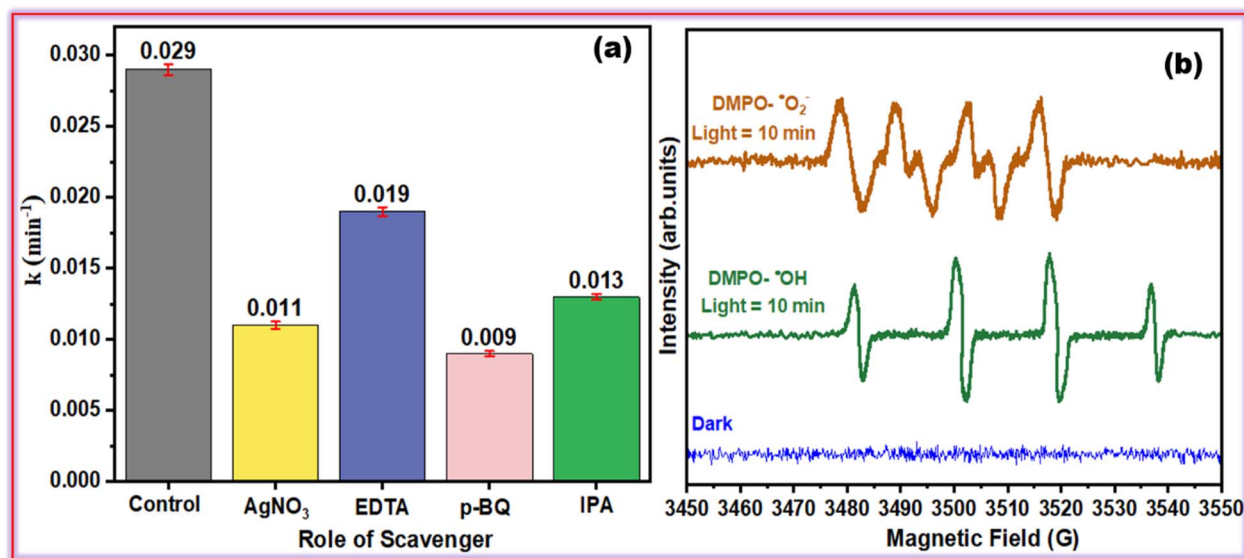 (a)
k (min⁻¹)
0.030
0.025
0.020
0.015
0.010
0.005
0.000
0.029
0.011
0.019
0.009
0.013
Control
AgNO₃
EDTA
p-BQ
IPA
Role of Scavenger
(b)
Intensity (arb.units)
DMPO- •O₂⁻
Light = 10 min
DMPO- •OH
Light = 10 min
Dark
3450 3460 3470 3480 3490 3500 3510 3520 3530 3540 3550
Magnetic Field (G)